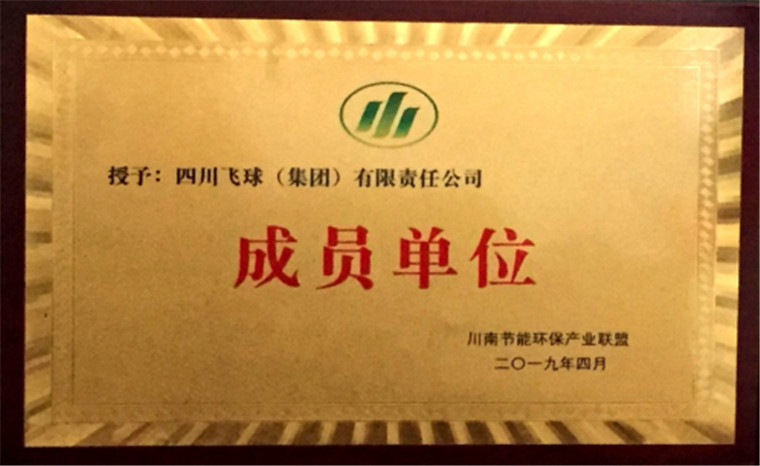 授予：四川飞球（集团）有限责任公司
成员单位
川南节能环保产业联盟
二〇一九年四月